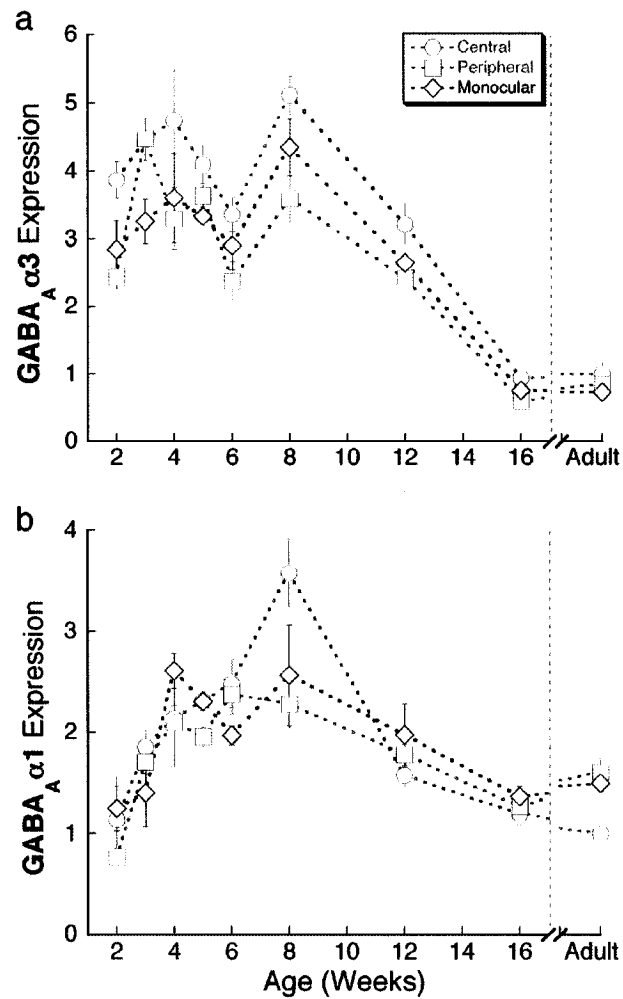 a
6
5
4
3
2
1
0
GABA A α3 Expression
Central
Peripheral
Monocular
2 4 6 8 10 12 14 16 Adult
b
4
3
2
1
0
GABA A α1 Expression
2 4 6 8 10 12 14 16 Adult
Age (Weeks)